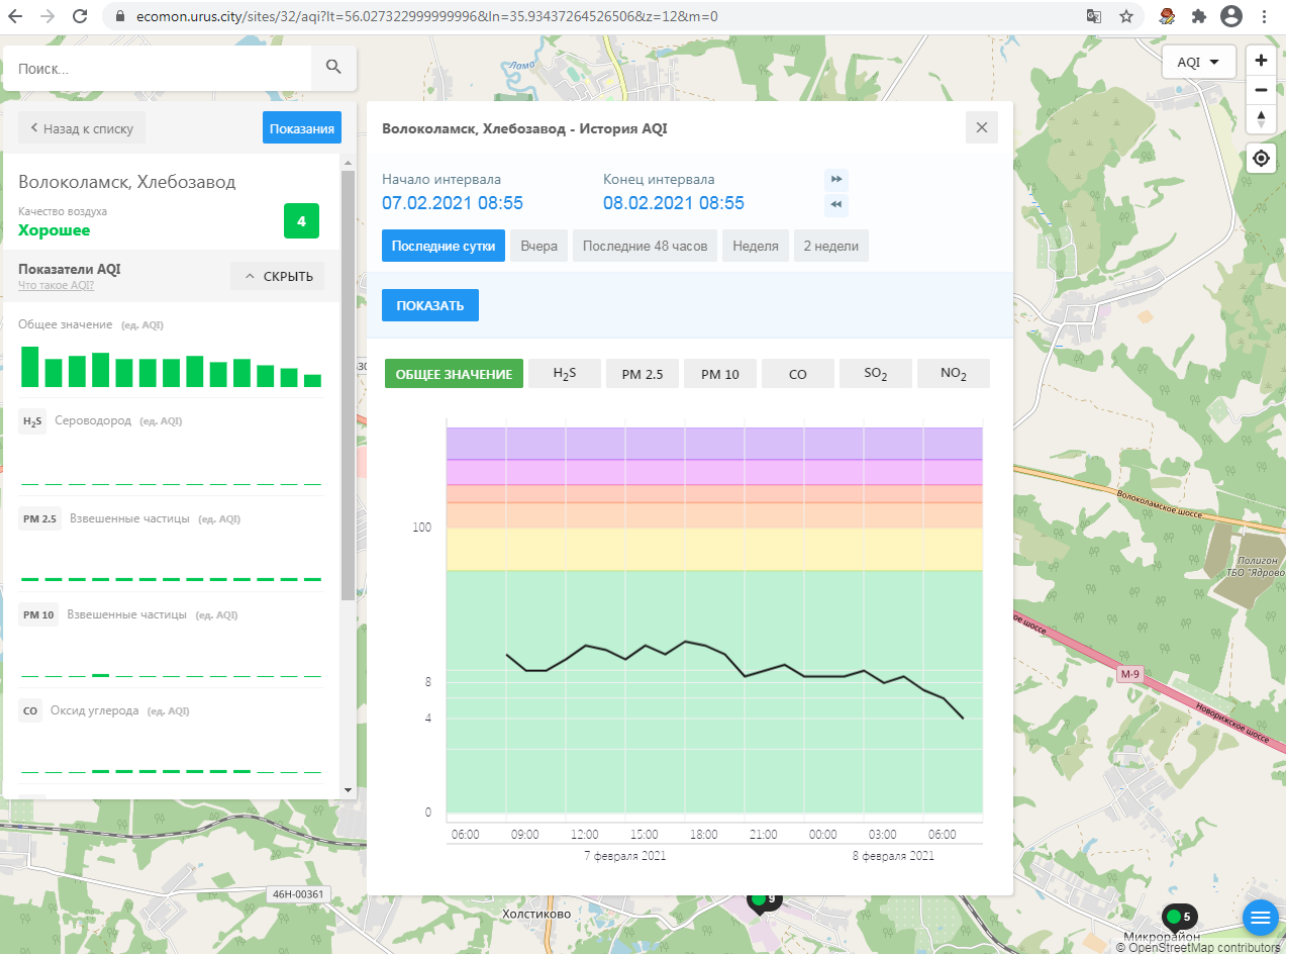 ecomon.urus.city/sites/32/aqi?lt=56.027322999999996&ln=35.93437264526506&z=12&m=0
Поиск...
Лама
AQI
Назад к списку
Показания
Волоколамск, Хлебозавод
Качество воздуха
Хорошее
4
Показатели AQI
Что такое AQI?
СКРЫТЬ
Общее значение (ед. AQI)
H₂S Сероводород (ед. AQI)
PM 2.5 Взвешенные частицы (ед. AQI)
PM 10 Взвешенные частицы (ед. AQI)
CO Оксид углерода (ед. AQI)
Волоколамск, Хлебозавод - История AQI
Начало интервала
07.02.2021 08:55
Конец интервала
08.02.2021 08:55
Последние сутки
Вчера
Последние 48 часов
Неделя
2 недели
ПОКАЗАТЬ
ОБЩЕЕ ЗНАЧЕНИЕ
H₂S
PM 2.5
PM 10
CO
SO₂
NO₂
100
8
4
0
06:00 09:00 12:00 15:00 18:00 21:00 00:00 03:00 06:00
7 февраля 2021 8 февраля 2021
Волоколамское шоссе
Полигон
ТБО "Ядрово
ое шоссе
М-9
Новорижское шоссе
46Н-00361
Холстиково
9
5
Микрорайон
© OpenStreetMap contributors